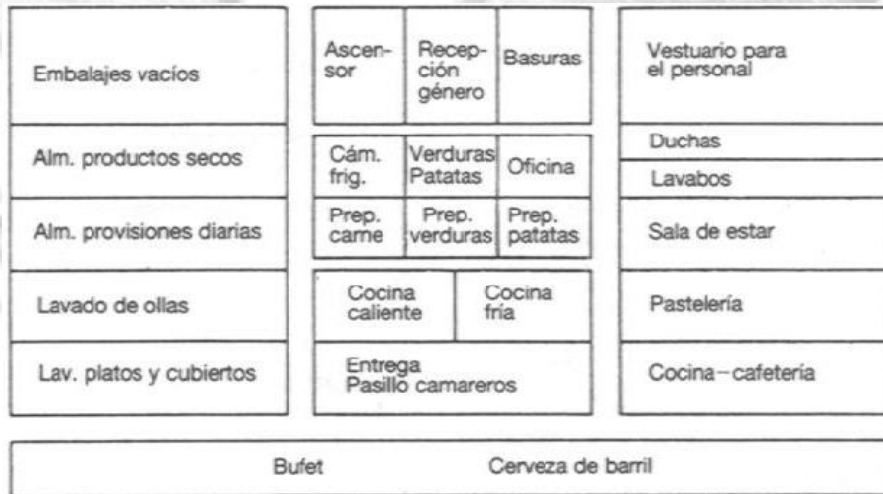 Embalajes vacíos
Alm. productos secos
Alm. provisiones diarias
Lavado de ollas
Lav. platos y cubiertos
Ascen-
sor
Recep-
ción
género
Basuras
Cám.
frig.
Verduras
Patatas
Oficina
Prep.
carne
Prep.
verduras
Prep.
patatas
Cocina
caliente
Cocina
fría
Entrega
Pasillo camareros
Vestuario para
el personal
Duchas
Lavabos
Sala de estar
Pastelería
Cocina–cafetería
Bufet
Cerveza de barril